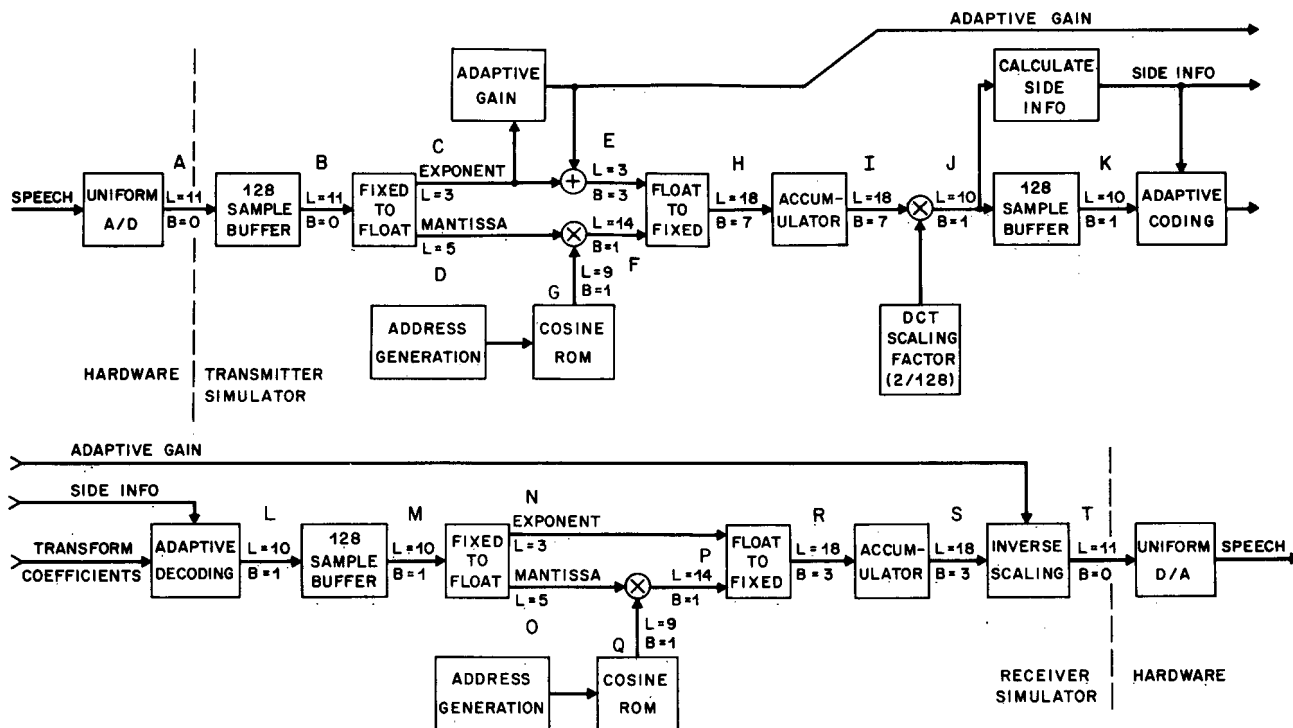 ADAPTIVE GAIN
ADAPTIVE
GAIN
CALCULATE
SIDE
INFO
SIDE INFO
A
B
C
E
H
I
J
K
SPEECH
UNIFORM
A/D
L=11
B=0
128
SAMPLE
BUFFER
L=11
B=0
FIXED
TO
FLOAT
EXPONENT
L=3
MANTISSA
L=5
D
+
L=3
B=3
L=14
B=1
F
FLOAT
TO
FIXED
L=18
B=7
ACCUM-
ULATOR
L=18
B=7
L=10
B=1
128
SAMPLE
BUFFER
L=10
B=1
ADAPTIVE
CODING
G
L=9
B=1
ADDRESS
GENERATION
COSINE
ROM
DCT
SCALING
FACTOR
(2/128)
HARDWARE
TRANSMITTER
SIMULATOR
ADAPTIVE GAIN
SIDE INFO
TRANSFORM
COEFFICIENTS
ADAPTIVE
DECODING
L
L=10
B=1
128
SAMPLE
BUFFER
M
L=10
B=1
FIXED
TO
FLOAT
N
EXPONENT
L=3
MANTISSA
L=5
O
P
L=14
B=1
Q
L=9
B=1
FLOAT
TO
FIXED
R
L=18
B=3
ACCUM-
ULATOR
S
L=18
B=3
INVERSE
SCALING
T
L=11
B=0
UNIFORM
D/A
SPEECH
ADDRESS
GENERATION
COSINE
ROM
RECEIVER
SIMULATOR
HARDWARE